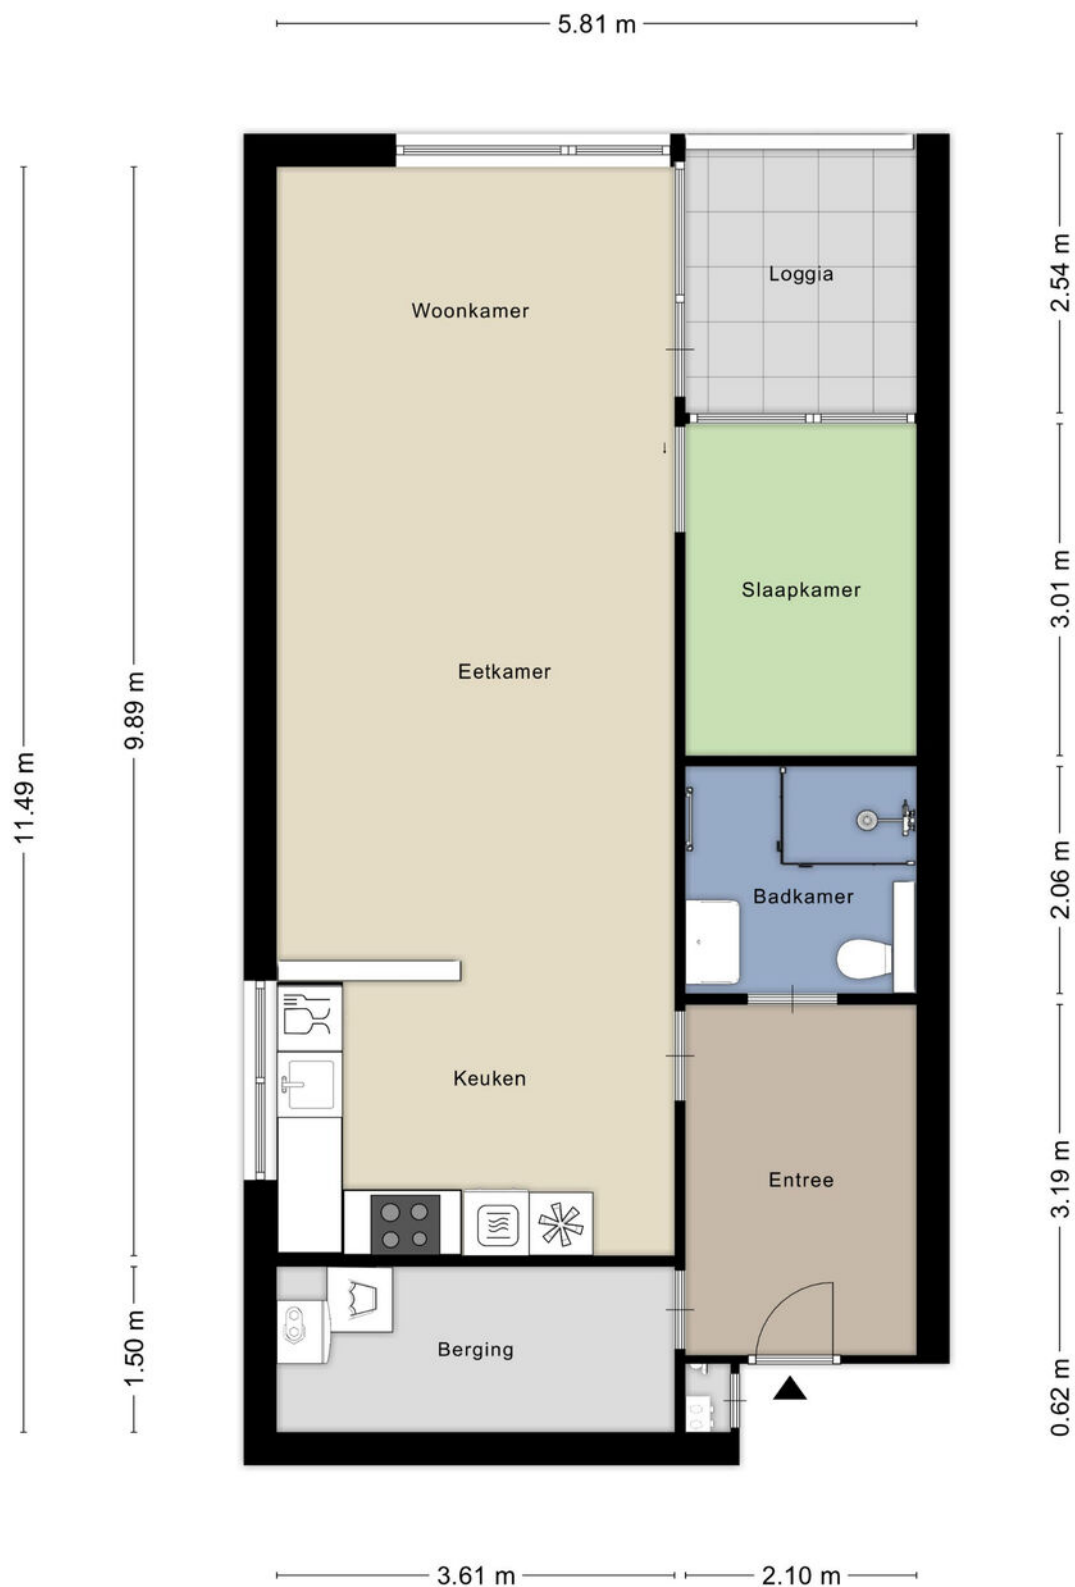 5.81 m
Loggia
2.54 m
Woonkamer
Slaapkamer
3.01 m
Eetkamer
9.89 m
11.49 m
Badkamer
2.06 m
Keuken
Entree
3.19 m
Berging
1.50 m
0.62 m
3.61 m
2.10 m